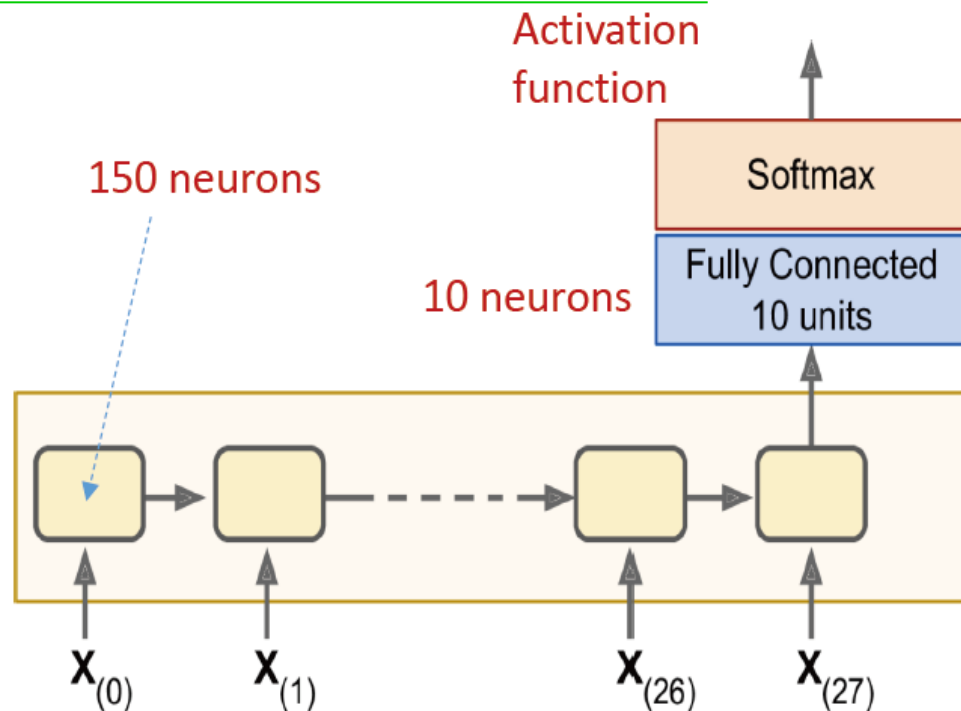 Activation
function
150 neurons
Softmax
10 neurons
Fully Connected
10 units
X(0)
X(1)
X(26)
X(27)